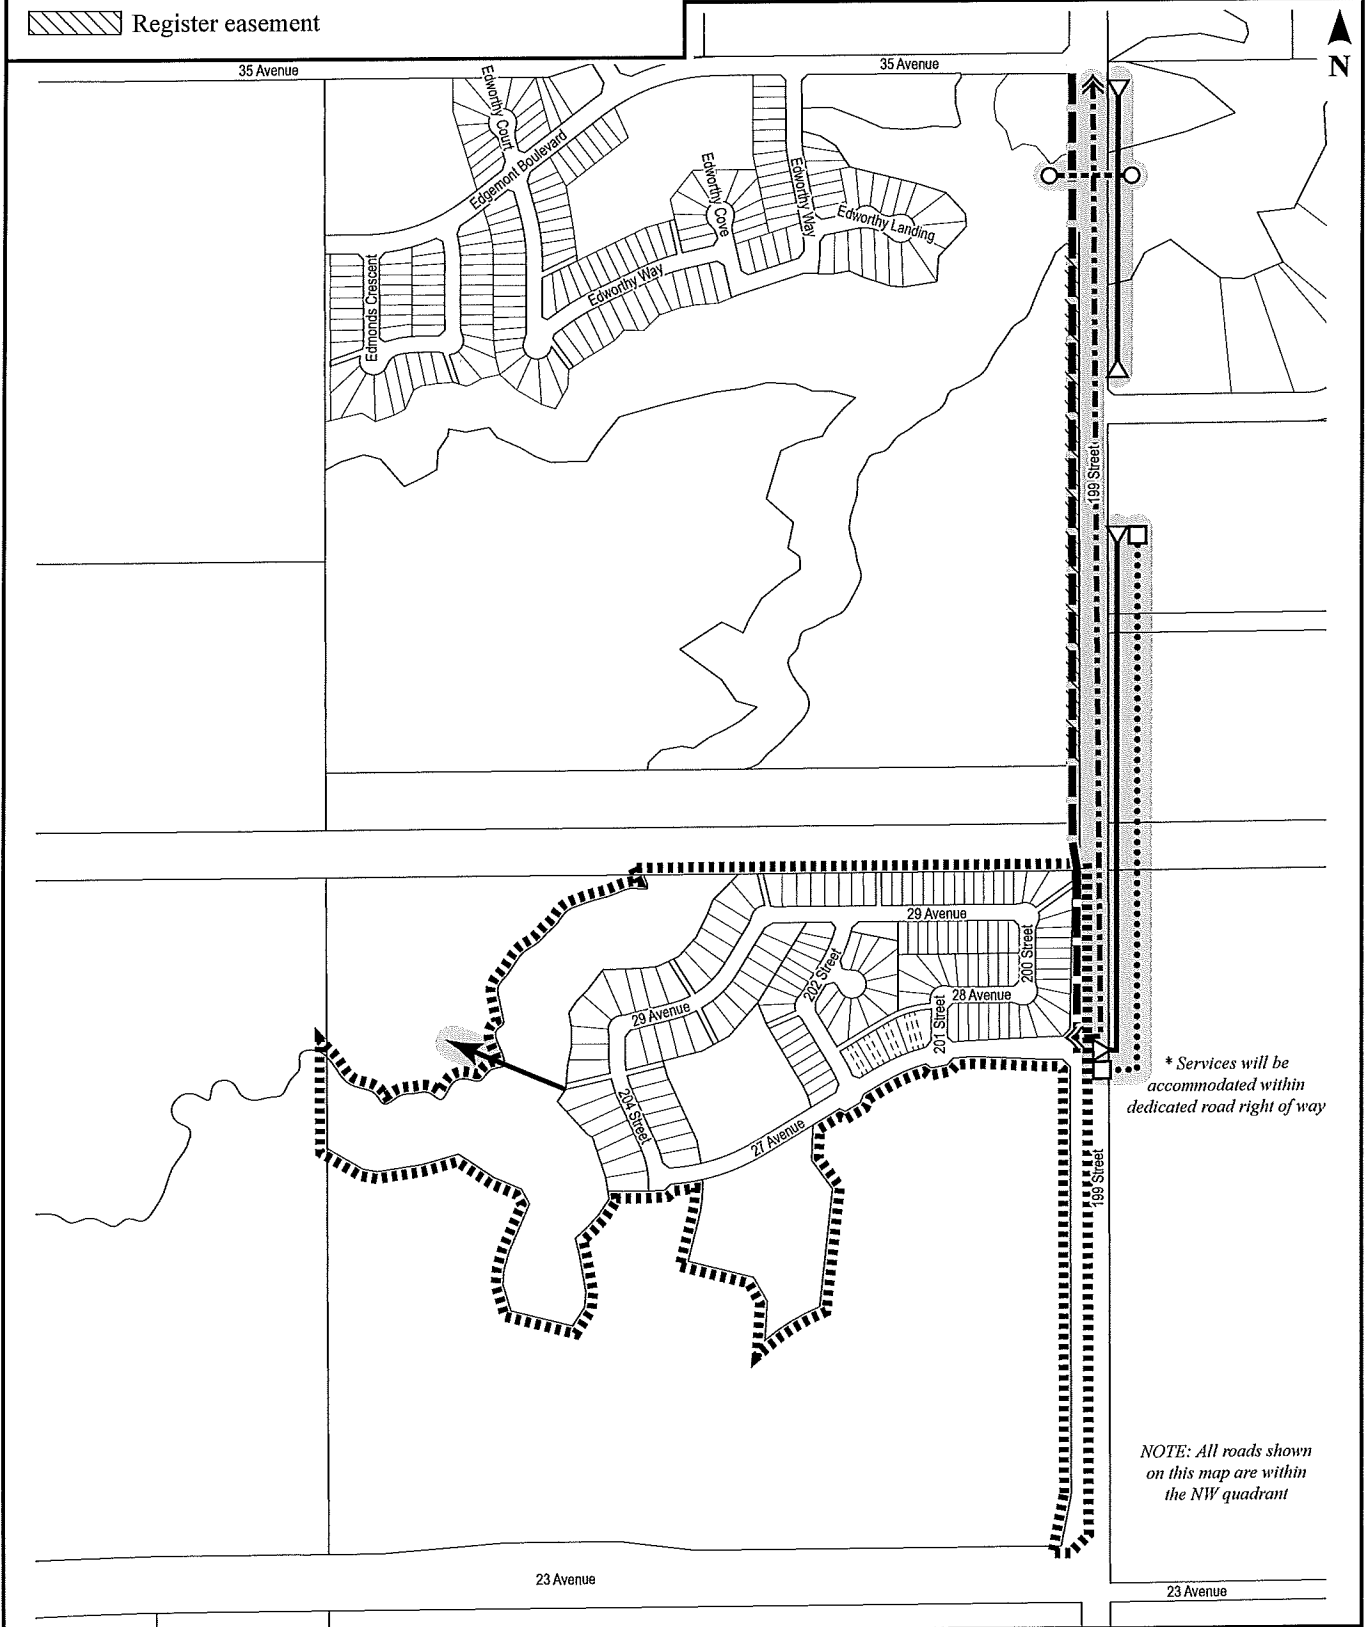 Register easement
N
35 Avenue
35 Avenue
Edworthy Court
Edgemont Boulevard
Edworthy Cove
Edworthy Way
Edworthy Landing
Edmonds Crescent
Edworthy Way
199 Street
29 Avenue
202 Street
200 Street
28 Avenue
29 Avenue
201 Street
204 Street
27 Avenue
* Services will be
accommodated within
dedicated road right of way
199 Street
NOTE: All roads shown
on this map are within
the NW quadrant
23 Avenue
23 Avenue